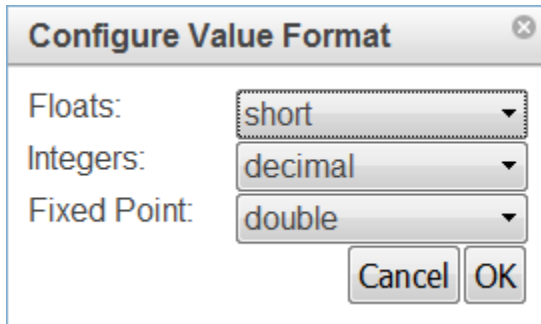 Configure Value Format
Floats: short
Integers: decimal
Fixed Point: double
Cancel OK